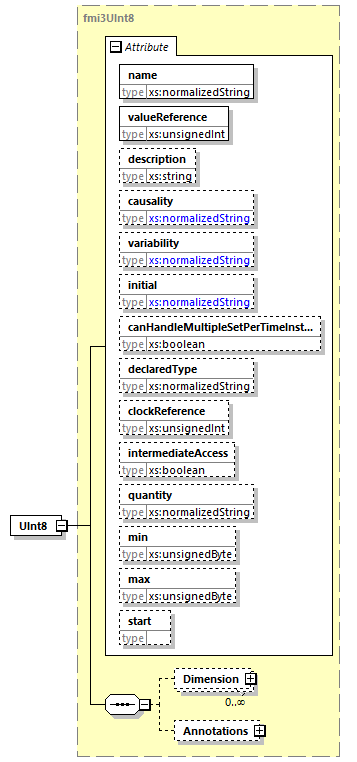 fmi3UInt8
Attribute
name
type xs:normalizedString
valueReference
type xs:unsignedInt
description
type xs:string
causality
type xs:normalizedString
variability
type xs:normalizedString
initial
type xs:normalizedString
canHandleMultipleSetPerTimeInst...
type xs:boolean
declaredType
type xs:normalizedString
clockReference
type xs:unsignedInt
intermediateAccess
type xs:boolean
quantity
type xs:normalizedString
UInt8
min
type xs:unsignedByte
max
type xs:unsignedByte
start
type
Dimension
0..∞
Annotations